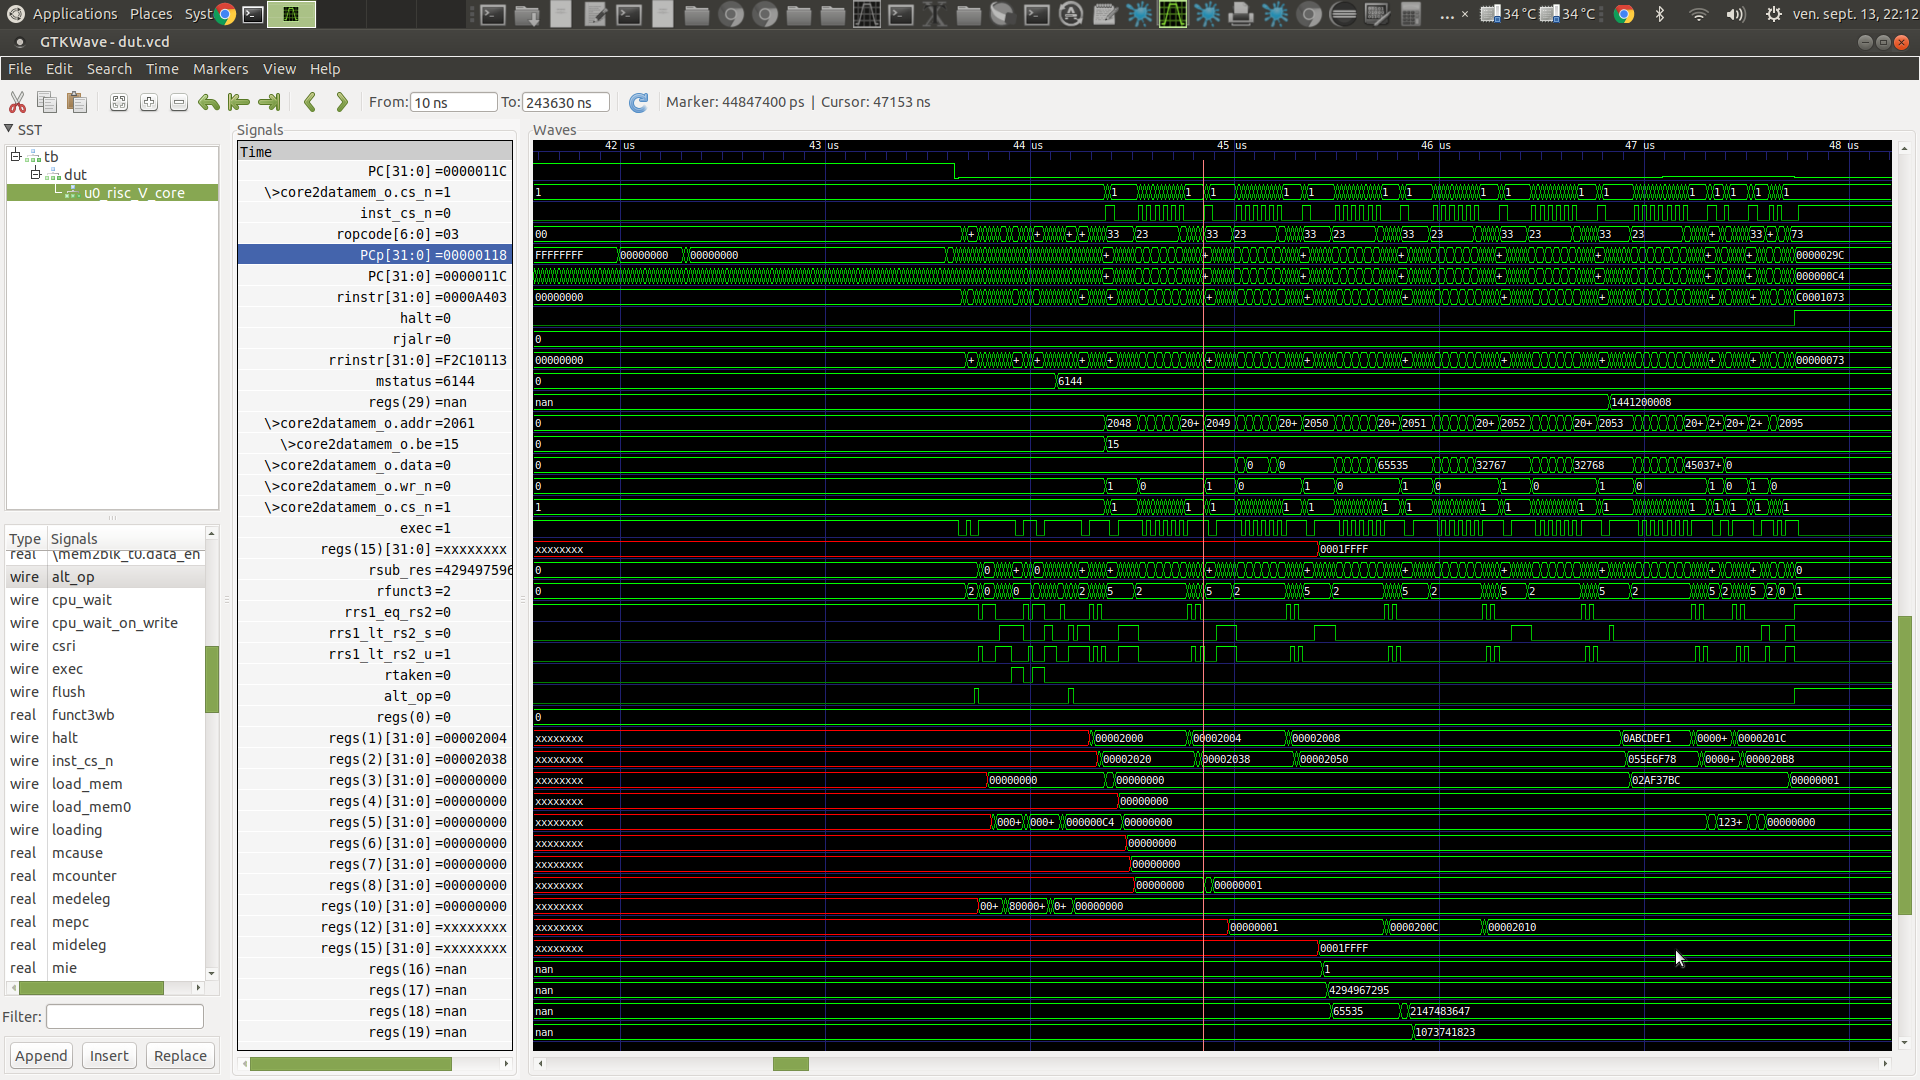 Applications Places Syst
... × 34 °C 34 °C ven. sept. 13, 22:12
GTKWave - dut.vcd
File Edit Search Time Markers View Help
From: 10 ns To: 243630 ns Marker: 44847400 ps | Cursor: 47153 ns
SST
tb
dut
u0_risc_V_core
Type Signals
real \mem2blk_t0.data_en
wire alt_op
wire cpu_wait
wire cpu_wait_on_write
wire csri
wire exec
wire flush
real funct3wb
wire halt
wire inst_cs_n
wire load_mem
wire load_mem0
wire loading
real mcause
real mcounter
real medeleg
real mepc
real mideleg
real mie
Filter:
Append Insert Replace
Signals
Time
PC[31:0] =0000011C
\>core2datamem_o.cs_n =1
inst_cs_n =0
ropcode[6:0] =03
PCp[31:0] =00000118
PC[31:0] =0000011C
rinstr[31:0] =0000A403
halt =0
rjalr =0
rrinstr[31:0] =F2C10113
mstatus =6144
regs(29) =nan
\>core2datamem_o.addr =2061
\>core2datamem_o.be =15
\>core2datamem_o.data =0
\>core2datamem_o.wr_n =0
\>core2datamem_o.cs_n =1
exec =1
regs(15)[31:0] =xxxxxxxx
rsub_res =429497596
rfunct3 =2
rrs1_eq_rs2 =0
rrs1_lt_rs2_s =0
rrs1_lt_rs2_u =1
rtaken =0
alt_op =0
regs(0) =0
regs(1)[31:0] =00002004
regs(2)[31:0] =00002038
regs(3)[31:0] =00000000
regs(4)[31:0] =00000000
regs(5)[31:0] =00000000
regs(6)[31:0] =00000000
regs(7)[31:0] =00000000
regs(8)[31:0] =00000000
regs(10)[31:0] =00000000
regs(12)[31:0] =xxxxxxxx
regs(15)[31:0] =xxxxxxxx
regs(16) =nan
regs(17) =nan
regs(18) =nan
regs(19) =nan
Waves
42 us 43 us 44 us 45 us 46 us 47 us 48 us
1 1 1 1 1 1 1 1 1 1 1 1 1 1 1 1
00 + + + + 33 23 33 23 33 23 33 23 33 23 33 23 + 33 + 73
FFFFFFFF 00000000 00000000 + + + + + + + + 0000029C
+ + + + + + + + 000000C4
00000000 + + + + + + + + + C0001073
0
00000000 + + + + + + + + + + + 00000073
0 6144
nan 1441200008
0 2048 20+ 2049 20+ 2050 20+ 2051 20+ 2052 20+ 2053 20+ 2+ 20+ 2+ 2095
0 15
0 0 0 65535 32767 32768 45037+ 0
0 1 0 1 0 1 0 1 0 1 0 1 0 1 0 1 0
1 1 1 1 1 1 1 1 1 1 1 1 1 1 1 1
xxxxxxxx 0001FFFF
0 0 + 0 + + + + + + + + + 0
0 2 0 0 2 5 2 5 2 5 2 5 2 5 2 5 2 5 2 5 2 0 1
0
xxxxxxxx 00002000 00002004 00002008 0ABCDEF1 0000+ 0000201C
xxxxxxxx 00002020 00002038 00002050 055E6F78 0000+ 000020B8
xxxxxxxx 00000000 00000000 02AF37BC 00000001
xxxxxxxx 00000000
xxxxxxxx 000+ 000+ 000000C4 00000000 123+ 00000000
xxxxxxxx 00000000
xxxxxxxx 00000000
xxxxxxxx 00000000 00000001
xxxxxxxx 00+ 80000+ 0+ 00000000
xxxxxxxx 00000001 0000200C 00002010
xxxxxxxx 0001FFFF
nan 1
nan 4294967295
nan 65535 2147483647
nan 1073741823